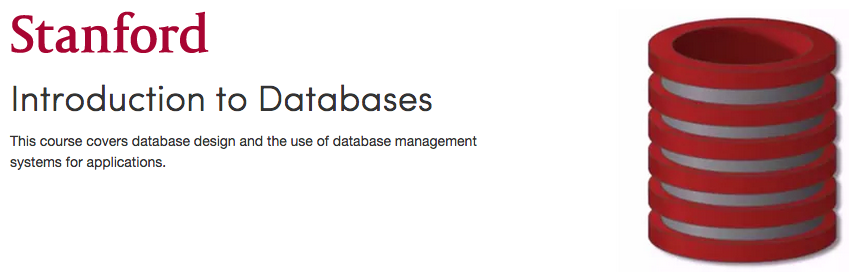 Stanford
Introduction to Databases
This course covers database design and the use of database management
systems for applications.